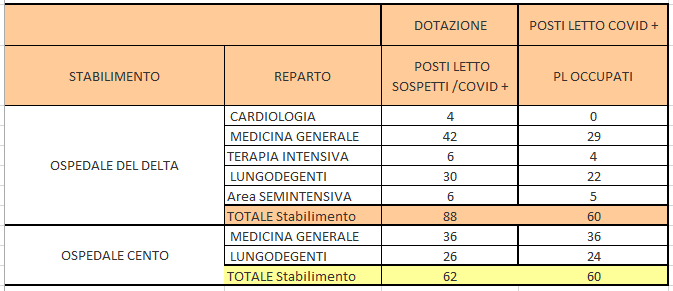 DOTAZIONE POSTI LETTO COVID +
STABILIMENTO REPARTO POSTI LETTO SOSPETTI /COVID + PL OCCUPATI
OSPEDALE DEL DELTA
CARDIOLOGIA 4 0
MEDICINA GENERALE 42 29
TERAPIA INTENSIVA 6 4
LUNGODEGENTI 30 22
Area SEMINTENSIVA 6 5
TOTALE Stabilimento 88 60
OSPEDALE CENTO
MEDICINA GENERALE 36 36
LUNGODEGENTI 26 24
TOTALE Stabilimento 62 60